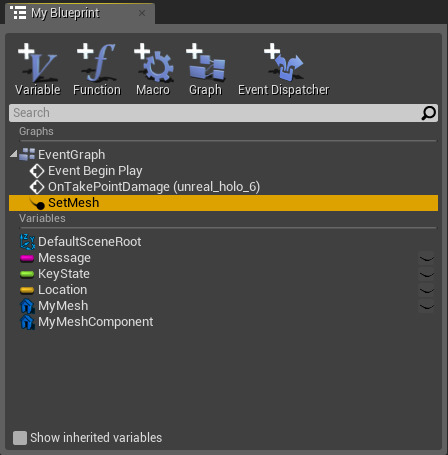 My Blueprint
Variable Function Macro Graph Event Dispatcher
Search
Graphs
EventGraph
Event Begin Play
OnTakePointDamage (unreal_holo_6)
SetMesh
Variables
DefaultSceneRoot
Message
KeyState
Location
MyMesh
MyMeshComponent
Show inherited variables